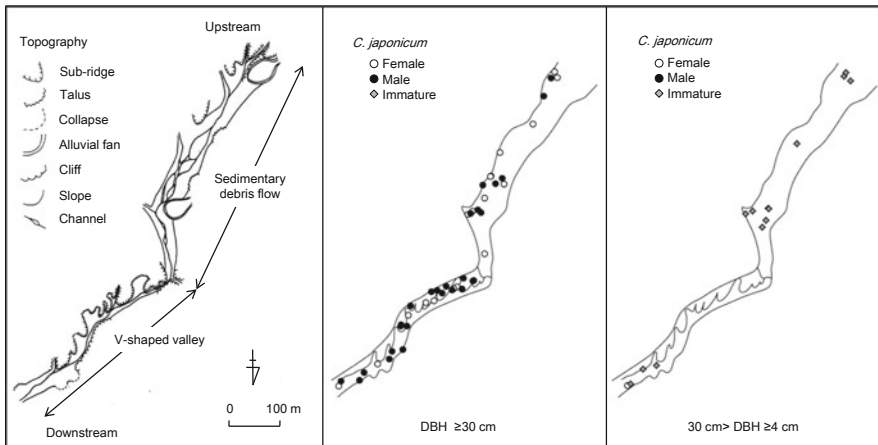 Topography
Sub-ridge
Talus
Collapse
Alluvial fan
Cliff
Slope
Channel
Upstream
Sedimentary
debris flow
V-shaped valley
Downstream
0 100 m
C. japonicum
Female
Male
Immature
DBH ≥30 cm
C. japonicum
Female
Male
Immature
30 cm> DBH ≥4 cm